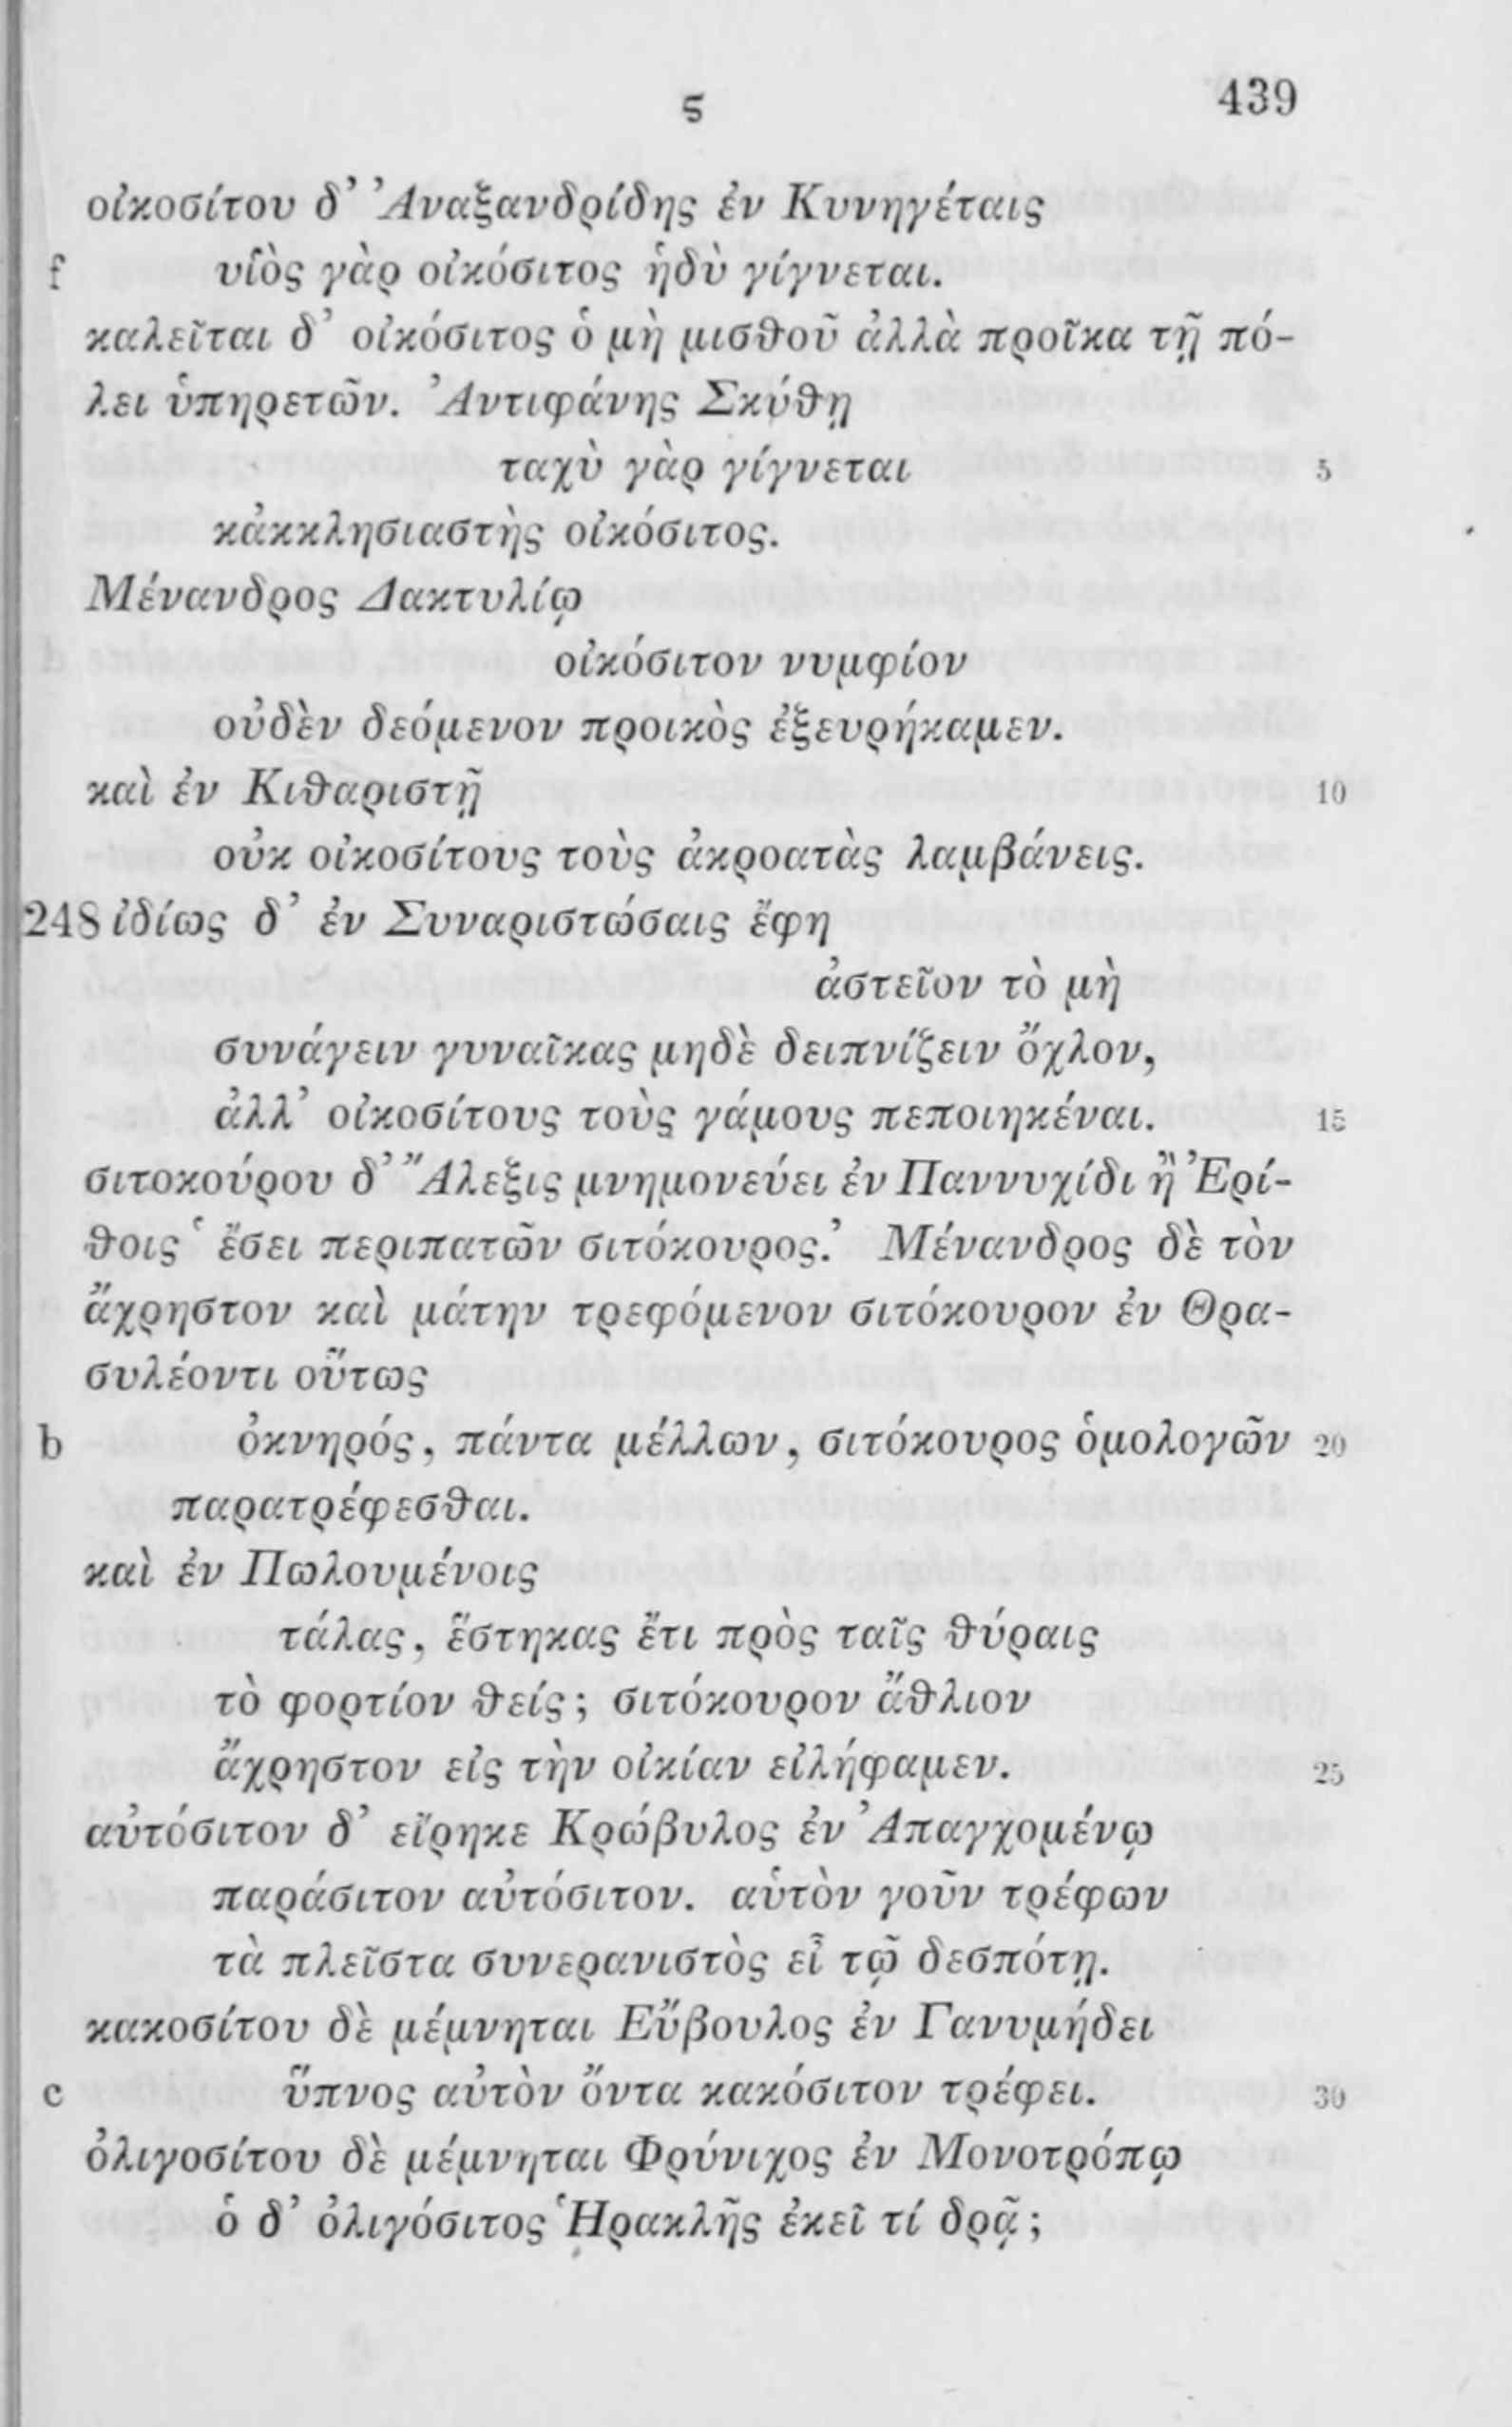 ϛ 439
οἰκοσίτου δ’ Ἀναξανδρίδης ἐν Κυνηγέταις
f υἱὸς γὰρ οἰκόσιτος ἡδὺ γίγνεται.
καλεῖται δ’ οἰκόσιτος ὁ μὴ μισθοῦ ἀλλὰ προῖκα τῇ πό-
λει ὑπηρετῶν. Ἀντιφάνης Σκύθῃ
ταχὺ γὰρ γίγνεται 5
κἀκκλησιαστὴς οἰκόσιτος.
Μένανδρος Δακτυλίῳ
οἰκόσιτον νυμφίον
οὐδὲν δεόμενον προικὸς ἐξευρήκαμεν.
καὶ ἐν Κιθαριστῇ 10
οὐκ οἰκοσίτους τοὺς ἀκροατὰς λαμβάνεις.
248 ἰδίως δ’ ἐν Συναριστώσαις ἔφη
ἀστεῖον τὸ μὴ
συνάγειν γυναῖκας μηδὲ δειπνίζειν ὄχλον,
ἀλλ’ οἰκοσίτους τοὺς γάμους πεποιηκέναι. 15
σιτοκούρου δ’ Ἄλεξις μνημονεύει ἐν Παννυχίδι ἢ Ἐρί-
θοις ‘ἔσει περιπατῶν σιτόκουρος.’ Μένανδρος δὲ τὸν
ἄχρηστον καὶ μάτην τρεφόμενον σιτόκουρον ἐν Θρα-
συλέοντι οὕτως
b ὀκνηρός, πάντα μέλλων, σιτόκουρος ὁμολογῶν 20
παρατρέφεσθαι.
καὶ ἐν Πωλουμένοις
τάλας, ἕστηκας ἔτι πρὸς ταῖς θύραις
τὸ φορτίον θείς; σιτόκουρον ἄθλιον
ἄχρηστον εἰς τὴν οἰκίαν εἰλήφαμεν. 25
αὐτόσιτον δ’ εἴρηκε Κρώβυλος ἐν Ἀπαγχομένῳ
παράσιτον αὐτόσιτον. αὑτὸν γοῦν τρέφων
τὰ πλεῖστα συνερανιστὸς εἶ τῷ δεσπότῃ.
κακοσίτου δὲ μέμνηται Εὔβουλος ἐν Γανυμήδει
c ὕπνος αὐτὸν ὄντα κακόσιτον τρέφει. 30
ὀλιγοσίτου δὲ μέμνηται Φρύνιχος ἐν Μονοτρόπῳ
ὁ δ’ ὀλιγόσιτος Ἡρακλῆς ἐκεῖ τί δρᾷ;